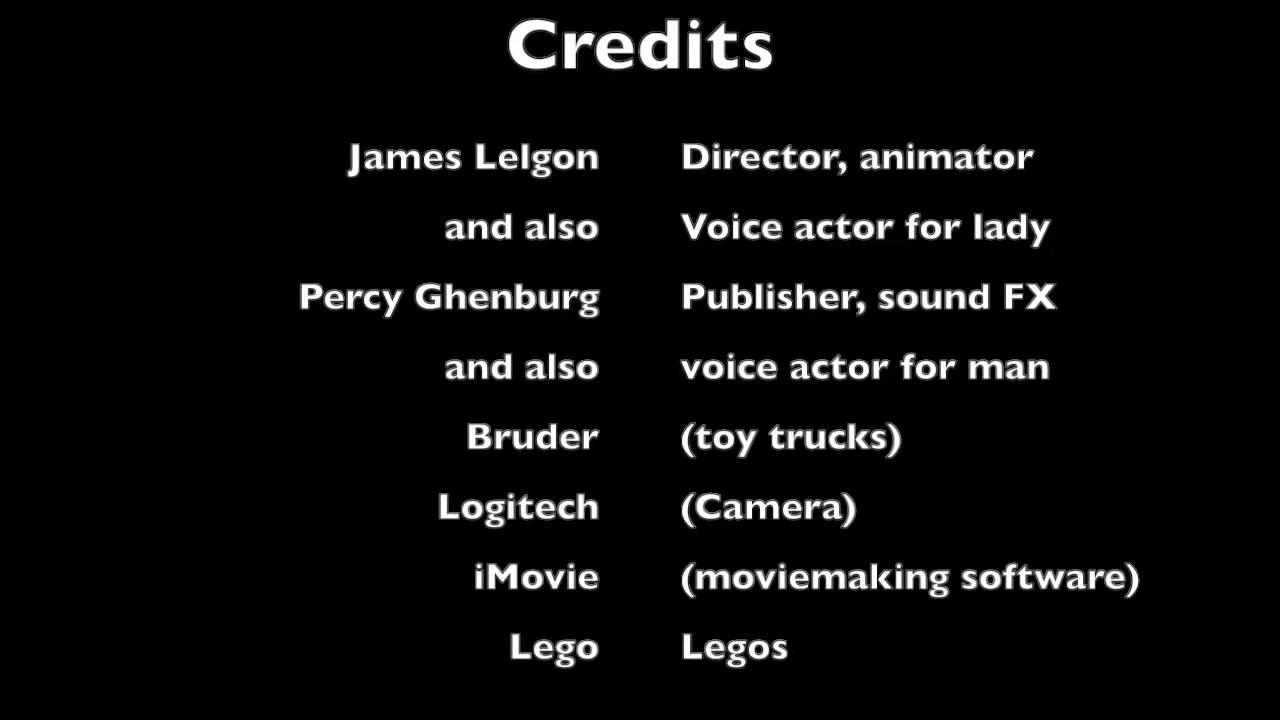 Credits
James Lelgon Director, animator
and also Voice actor for lady
Percy Ghenburg Publisher, sound FX
and also voice actor for man
Bruder (toy trucks)
Logitech (Camera)
iMovie (moviemaking software)
Lego Legos